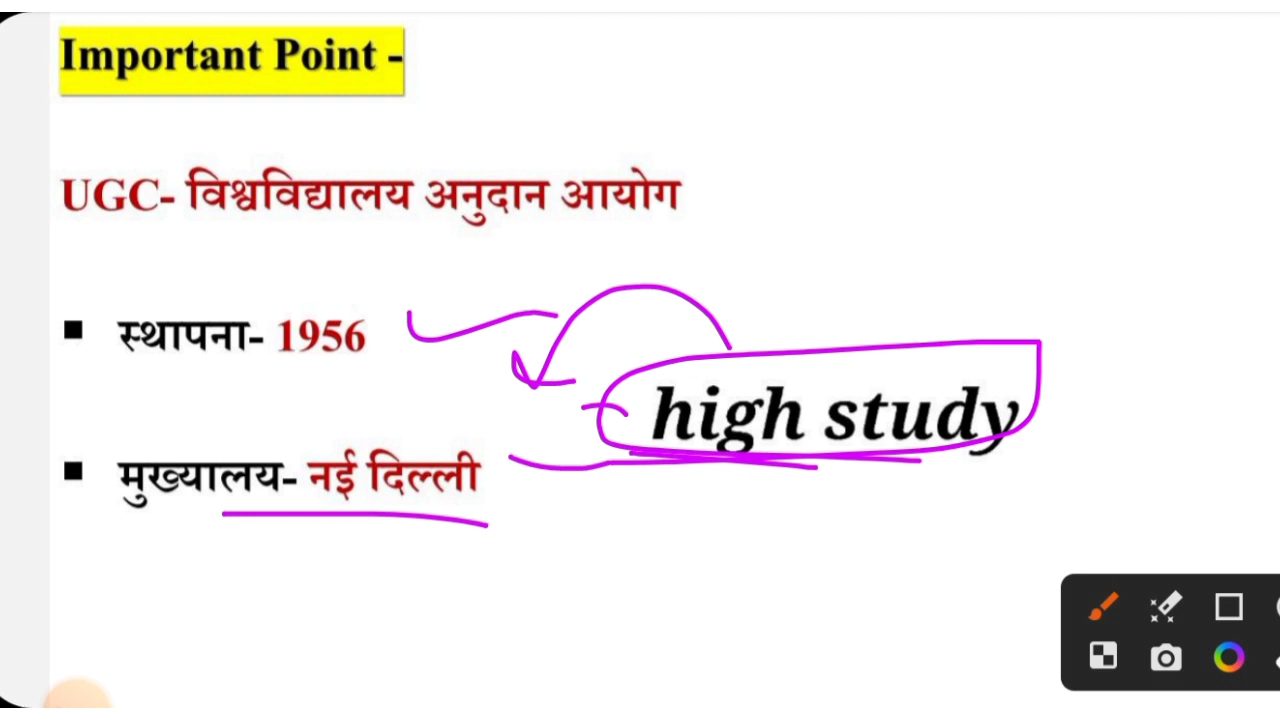 Important Point -
UGC- विश्वविद्यालय अनुदान आयोग
▪ स्थापना- 1956
high study
▪ मुख्यालय- नई दिल्ली